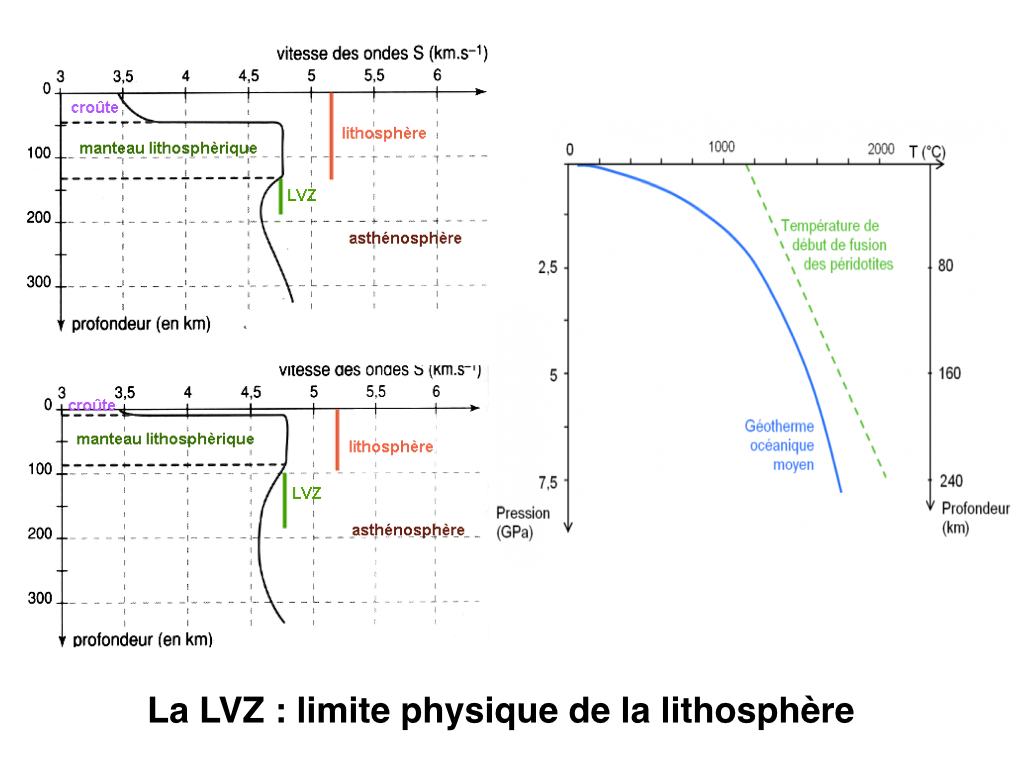 vitesse des ondes S (km.s–1)
3 3,5 4 4,5 5 5,5 6
0
croûte
lithosphère
manteau lithosphèrique
100
LVZ
200
asthénosphère
300
profondeur (en km)
vitesse des ondes S (km.s–1)
3 3,5 4 4,5 5 5,5 6
0
croûte
manteau lithosphèrique
lithosphère
100
LVZ
asthénosphère
200
300
profondeur (en km)
0 1000 2000 T (°C)
Température de
début de fusion
des péridotites
2,5
80
5
160
Géotherme
océanique
moyen
7,5
240
Pression
(GPa)
Profondeur
(km)
La LVZ : limite physique de la lithosphère